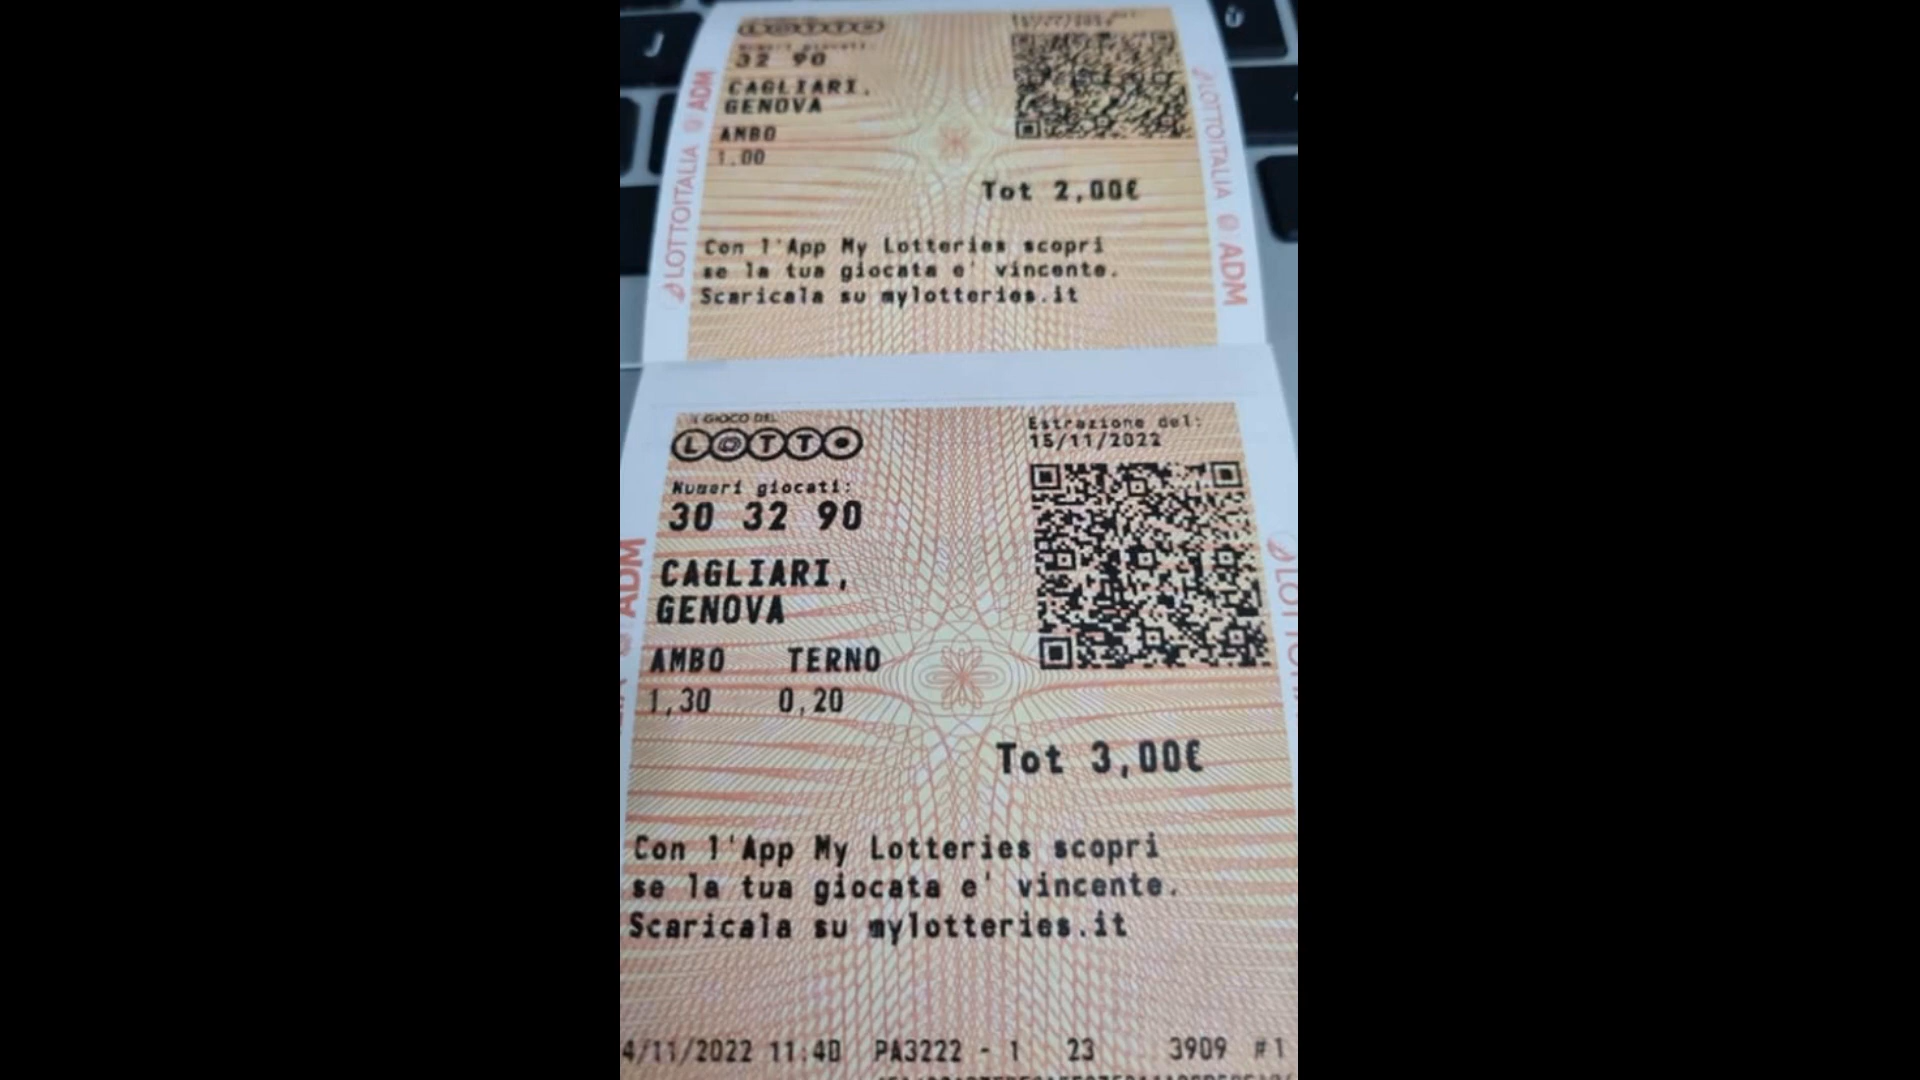 LOTTO
Numeri giocati:
32 90
CAGLIARI,
GENOVA
AMBO
1.00
Tot 2,00€
Con l'App My Lotteries scopri
se la tua giocata e' vincente.
Scaricala su mylotteries.it
LOTTOITALIA ADM
LOTTOITALIA ADM
IL GIOCO DEL
LOTTO
Estrazione del:
15/11/2022
Numeri giocati:
30 32 90
CAGLIARI,
GENOVA
AMBO TERNO
1,30 0,20
Tot 3,00€
Con l'App My Lotteries scopri
se la tua giocata e' vincente.
Scaricala su mylotteries.it
4/11/2022 11:40 PA3222 - 1 23 3909 #1
ADM
J
Ù